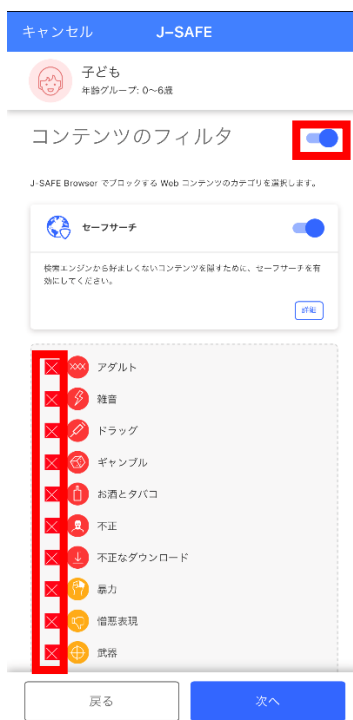 キャンセル J–SAFE
子ども
年齢グループ: 0〜6歳
コンテンツのフィルタ
J-SAFE Browser でブロックする Web コンテンツのカテゴリを選択します。
セーフサーチ
検索エンジンから好ましくないコンテンツを隠すために、セーフサーチを有
効にしてください。
詳細
アダルト
雑音
ドラッグ
ギャンブル
お酒とタバコ
不正
不正なダウンロード
暴力
憎悪表現
武器
戻る 次へ